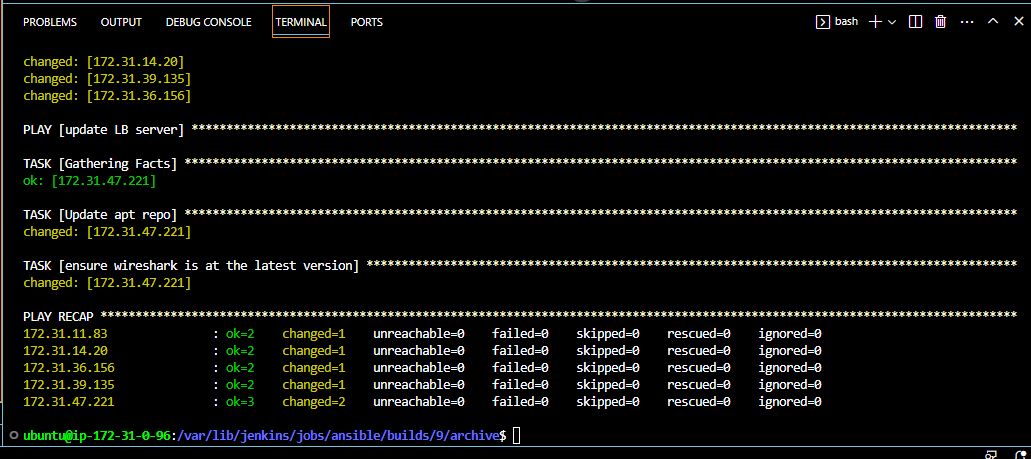 PROBLEMS OUTPUT DEBUG CONSOLE TERMINAL PORTS bash
changed: [172.31.14.20]
changed: [172.31.39.135]
changed: [172.31.36.156]
PLAY [update LB server] ******************************************************************************************************************
TASK [Gathering Facts] *******************************************************************************************************************
ok: [172.31.47.221]
TASK [Update apt repo] *******************************************************************************************************************
changed: [172.31.47.221]
TASK [ensure wireshark is at the latest version] *****************************************************************************************
changed: [172.31.47.221]
PLAY RECAP *******************************************************************************************************************************
172.31.11.83 : ok=2 changed=1 unreachable=0 failed=0 skipped=0 rescued=0 ignored=0
172.31.14.20 : ok=2 changed=1 unreachable=0 failed=0 skipped=0 rescued=0 ignored=0
172.31.36.156 : ok=2 changed=1 unreachable=0 failed=0 skipped=0 rescued=0 ignored=0
172.31.39.135 : ok=2 changed=1 unreachable=0 failed=0 skipped=0 rescued=0 ignored=0
172.31.47.221 : ok=3 changed=2 unreachable=0 failed=0 skipped=0 rescued=0 ignored=0
ubuntu@ip-172-31-0-96:/var/lib/jenkins/jobs/ansible/builds/9/archive$